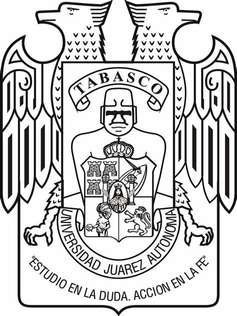 TABASCO
UNIVERSIDAD JUAREZ AUTONOMA
"ESTUDIO EN LA DUDA. ACCION EN LA FE"